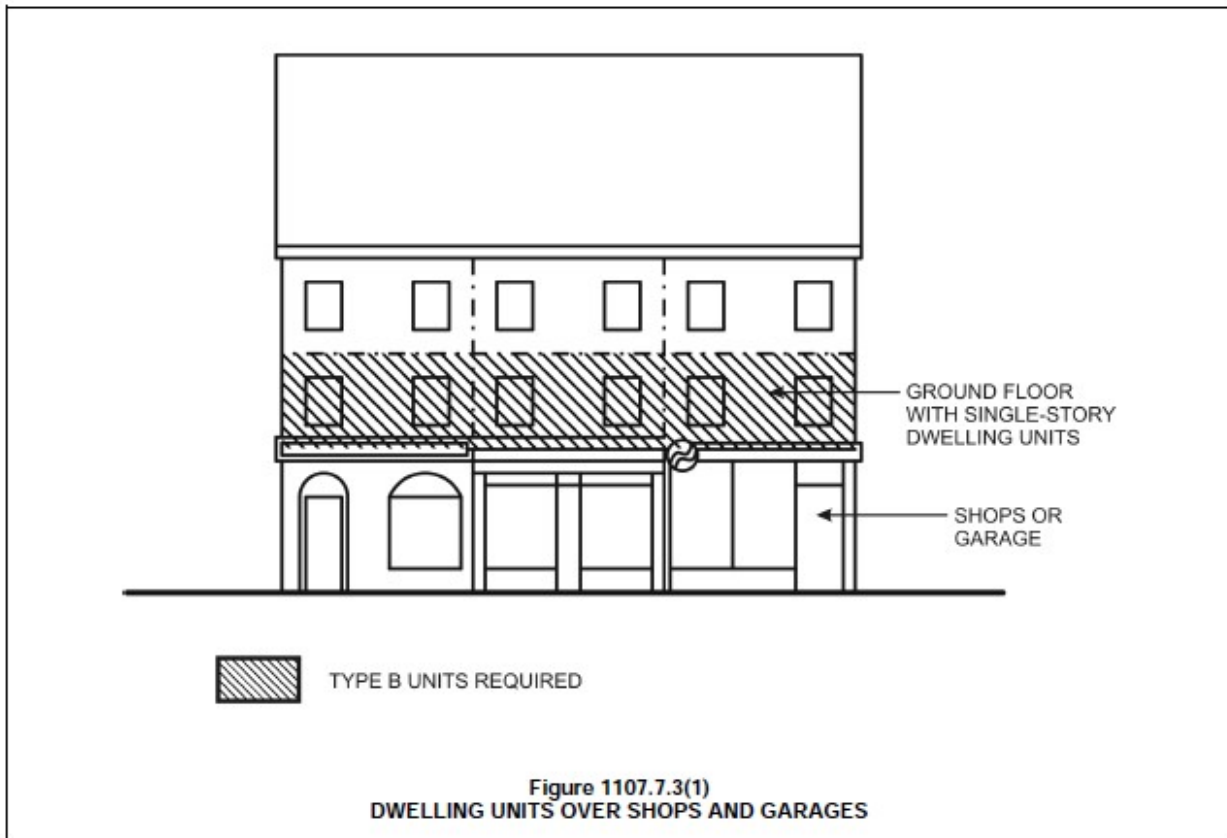 GROUND FLOOR
WITH SINGLE-STORY
DWELLING UNITS
SHOPS OR
GARAGE
TYPE B UNITS REQUIRED
Figure 1107.7.3(1)
DWELLING UNITS OVER SHOPS AND GARAGES